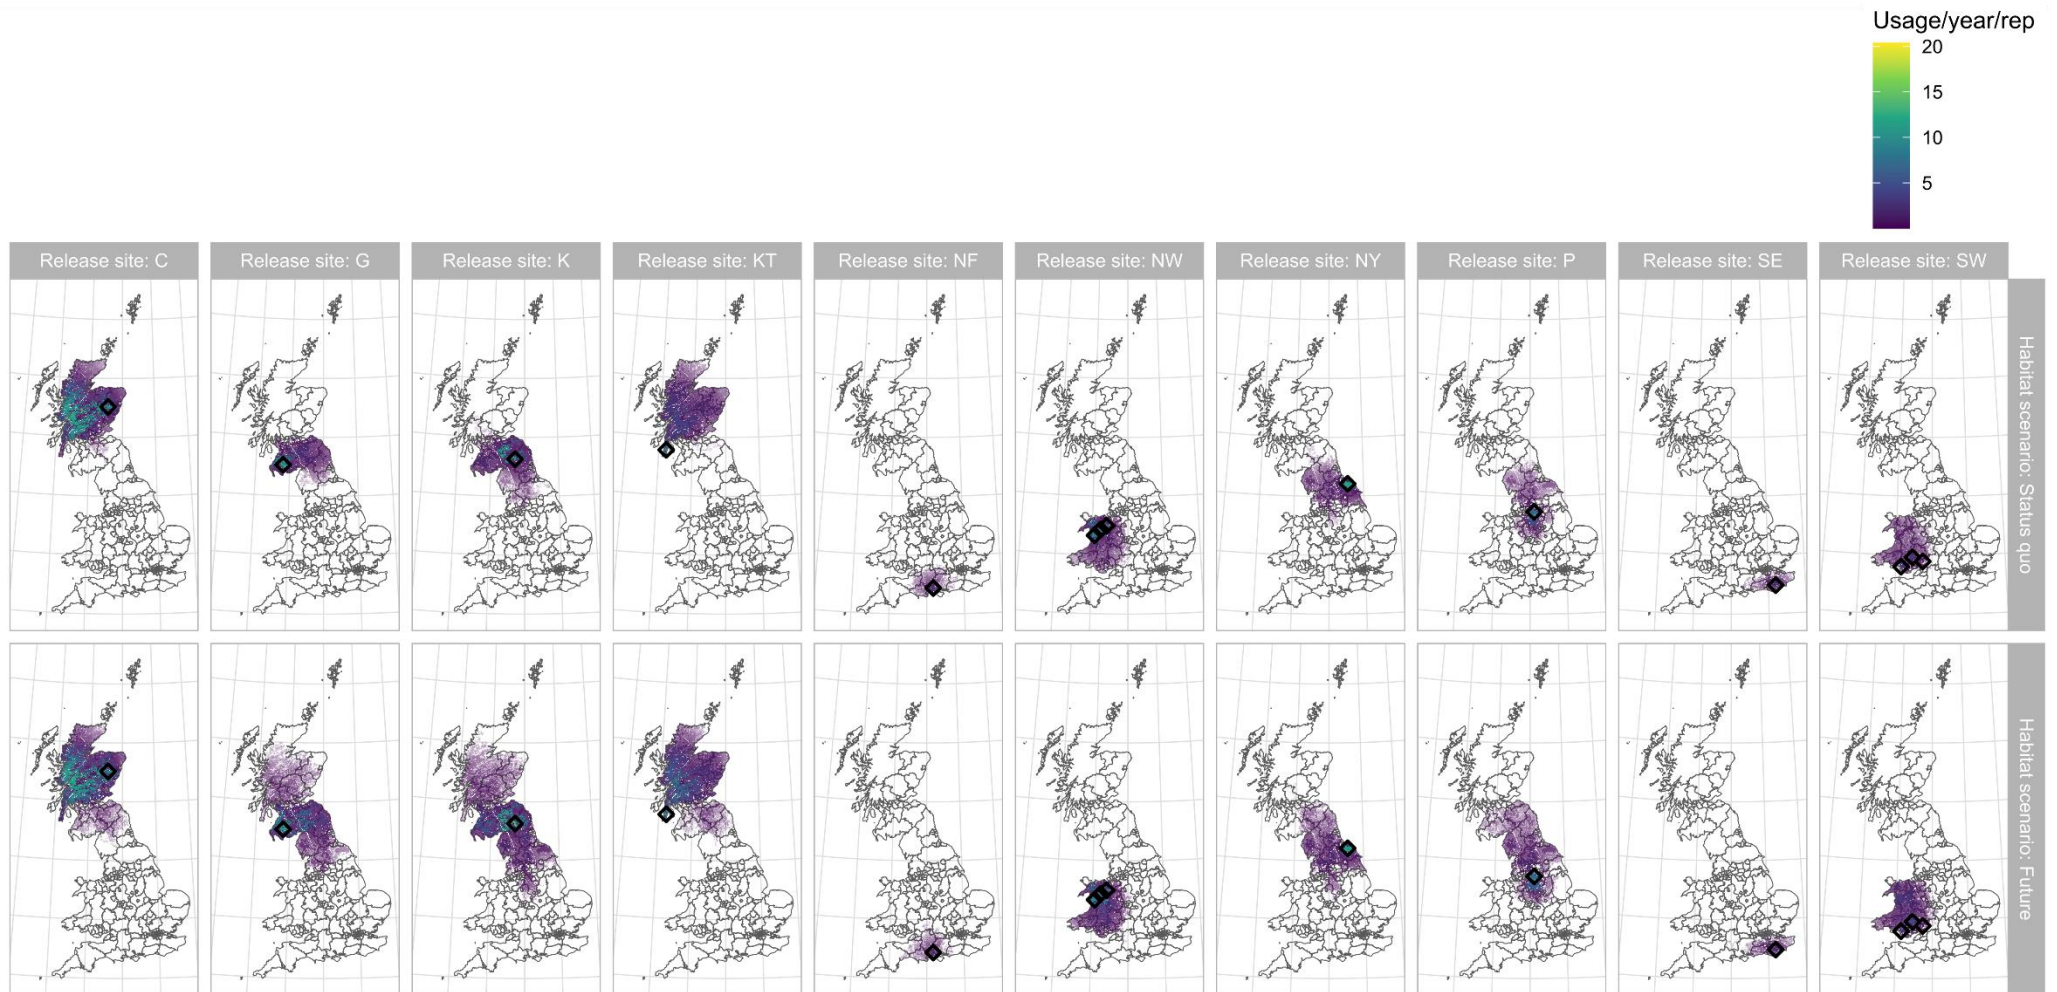 Usage/year/rep
20
15
10
5
Release site: C
Release site: G
Release site: K
Release site: KT
Release site: NF
Release site: NW
Release site: NY
Release site: P
Release site: SE
Release site: SW
Habitat scenario: Status quo
Habitat scenario: Future